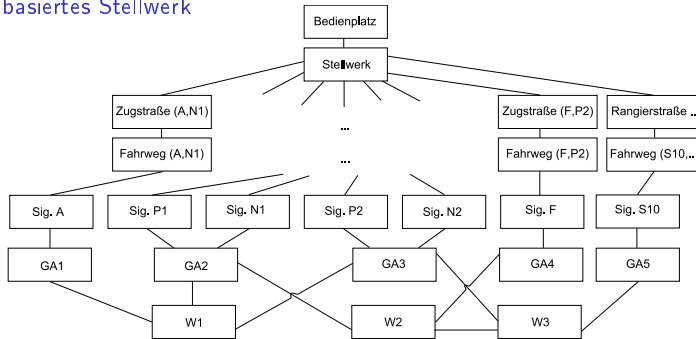 basiertes Stellwerk
Bedienplatz
Stellwerk
Zugstraße (A,N1)
Zugstraße (F,P2)
Rangierstraße ...
...
Fahrweg (A,N1)
Fahrweg (F,P2)
Fahrweg (S10,...
...
Sig. A
Sig. P1
Sig. N1
Sig. P2
Sig. N2
Sig. F
Sig. S10
GA1
GA2
GA3
GA4
GA5
W1
W2
W3